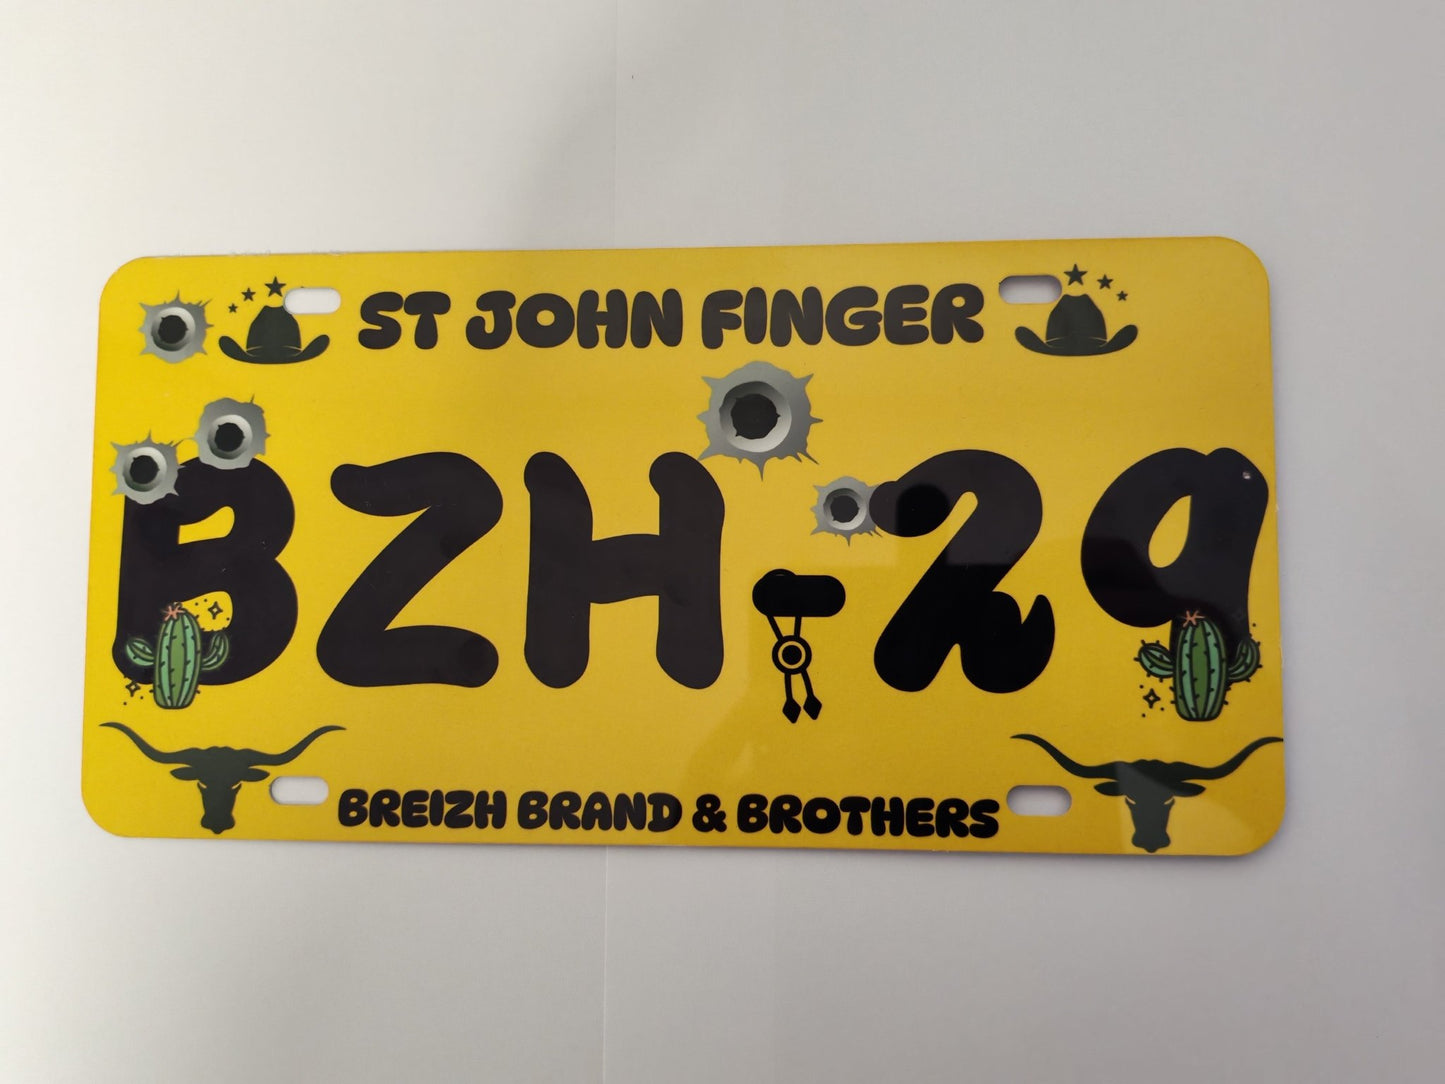 ST JOHN FINGER
BZH-29
BREIZH BRAND & BROTHERS